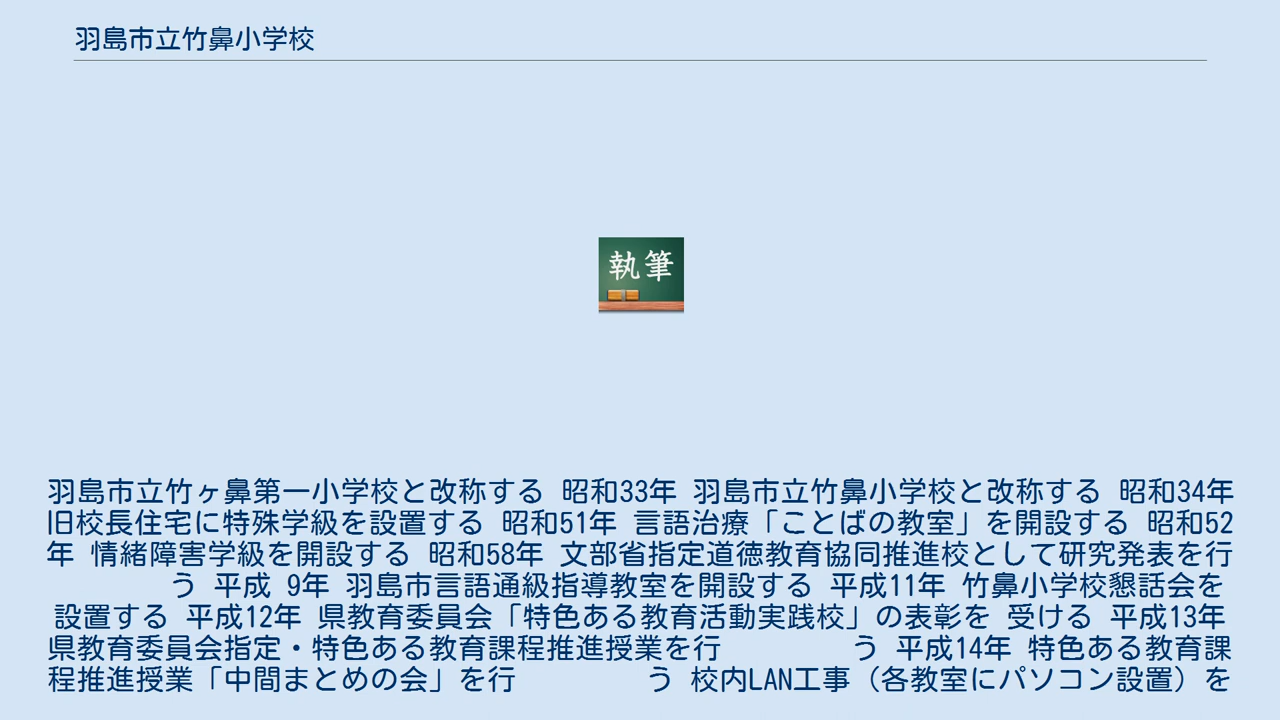 羽島市立竹鼻小学校
執筆
羽島市立竹ヶ鼻第一小学校と改称する 昭和33年 羽島市立竹鼻小学校と改称する 昭和34年
旧校長住宅に特殊学級を設置する 昭和51年 言語治療「ことばの教室」を開設する 昭和52
年 情緒障害学級を開設する 昭和58年 文部省指定道徳教育協同推進校として研究発表を行
う 平成 9年 羽島市言語通級指導教室を開設する 平成11年 竹鼻小学校懇話会を
設置する 平成12年 県教育委員会「特色ある教育活動実践校」の表彰を 受ける 平成13年
県教育委員会指定・特色ある教育課程推進授業を行 う 平成14年 特色ある教育課
程推進授業「中間まとめの会」を行 う 校内LAN工事（各教室にパソコン設置）を